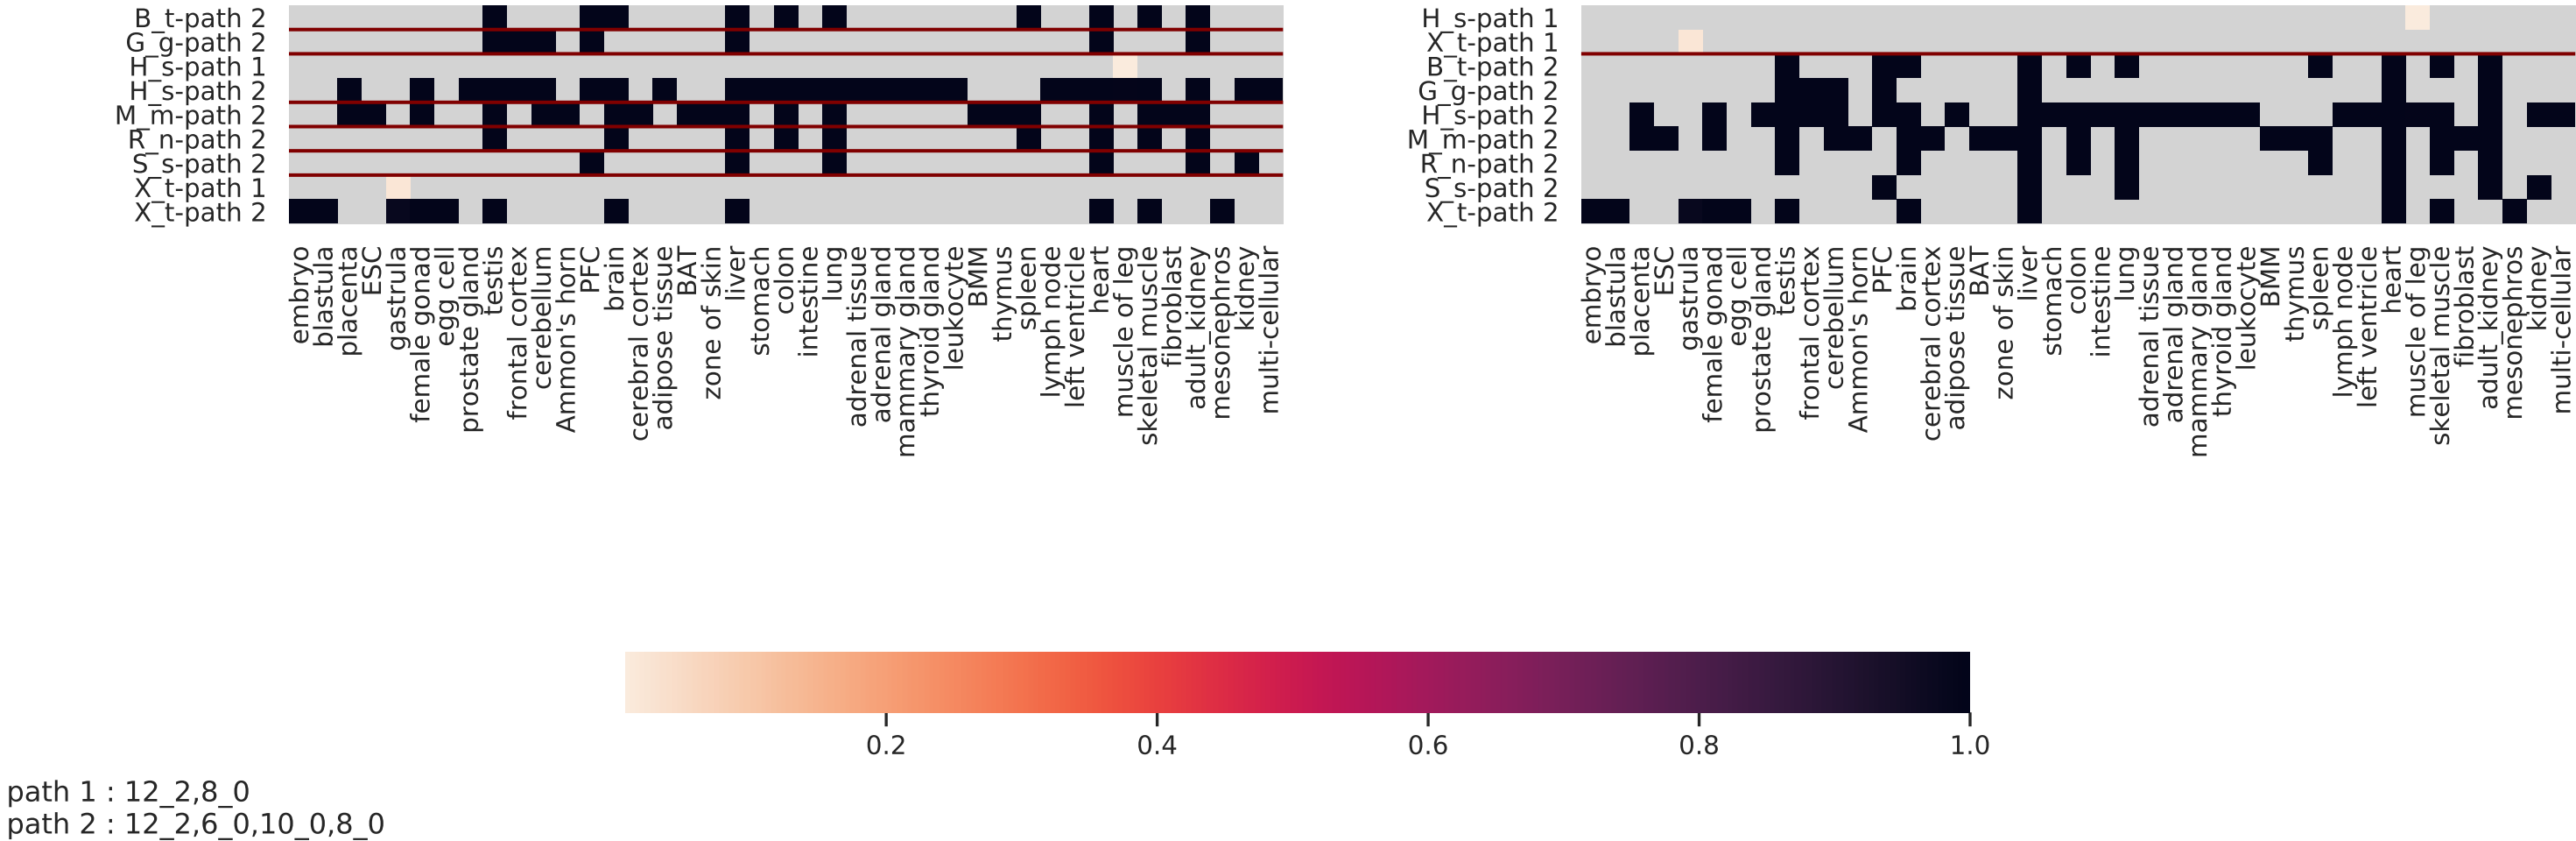 B_t-path 2
G_g-path 2
H_s-path 1
H_s-path 2
M_m-path 2
R_n-path 2
S_s-path 2
X_t-path 1
X_t-path 2
embryo
blastula
placenta
ESC
gastrula
female gonad
egg cell
prostate gland
testis
frontal cortex
cerebellum
Ammon's horn
PFC
brain
cerebral cortex
adipose tissue
BAT
zone of skin
liver
stomach
colon
intestine
lung
adrenal tissue
adrenal gland
mammary gland
thyroid gland
leukocyte
BMM
thymus
spleen
lymph node
left ventricle
heart
muscle of leg
skeletal muscle
fibroblast
adult_kidney
mesonephros
kidney
multi-cellular
H_s-path 1
X_t-path 1
B_t-path 2
G_g-path 2
H_s-path 2
M_m-path 2
R_n-path 2
S_s-path 2
X_t-path 2
embryo
blastula
placenta
ESC
gastrula
female gonad
egg cell
prostate gland
testis
frontal cortex
cerebellum
Ammon's horn
PFC
brain
cerebral cortex
adipose tissue
BAT
zone of skin
liver
stomach
colon
intestine
lung
adrenal tissue
adrenal gland
mammary gland
thyroid gland
leukocyte
BMM
thymus
spleen
lymph node
left ventricle
heart
muscle of leg
skeletal muscle
fibroblast
adult_kidney
mesonephros
kidney
multi-cellular
0.2 0.4 0.6 0.8 1.0
path 1 : 12_2,8_0
path 2 : 12_2,6_0,10_0,8_0